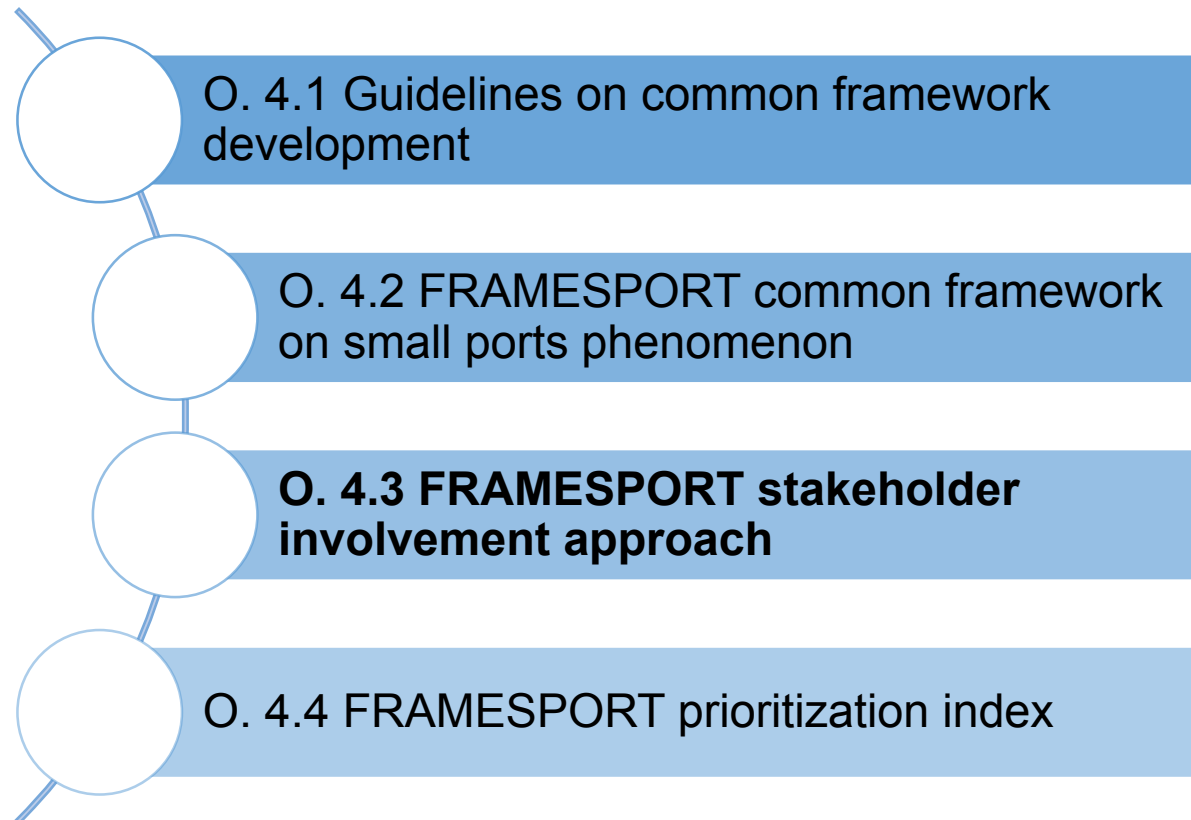 O. 4.1 Guidelines on common framework
development
O. 4.2 FRAMESPORT common framework
on small ports phenomenon
O. 4.3 FRAMESPORT stakeholder
involvement approach
O. 4.4 FRAMESPORT prioritization index